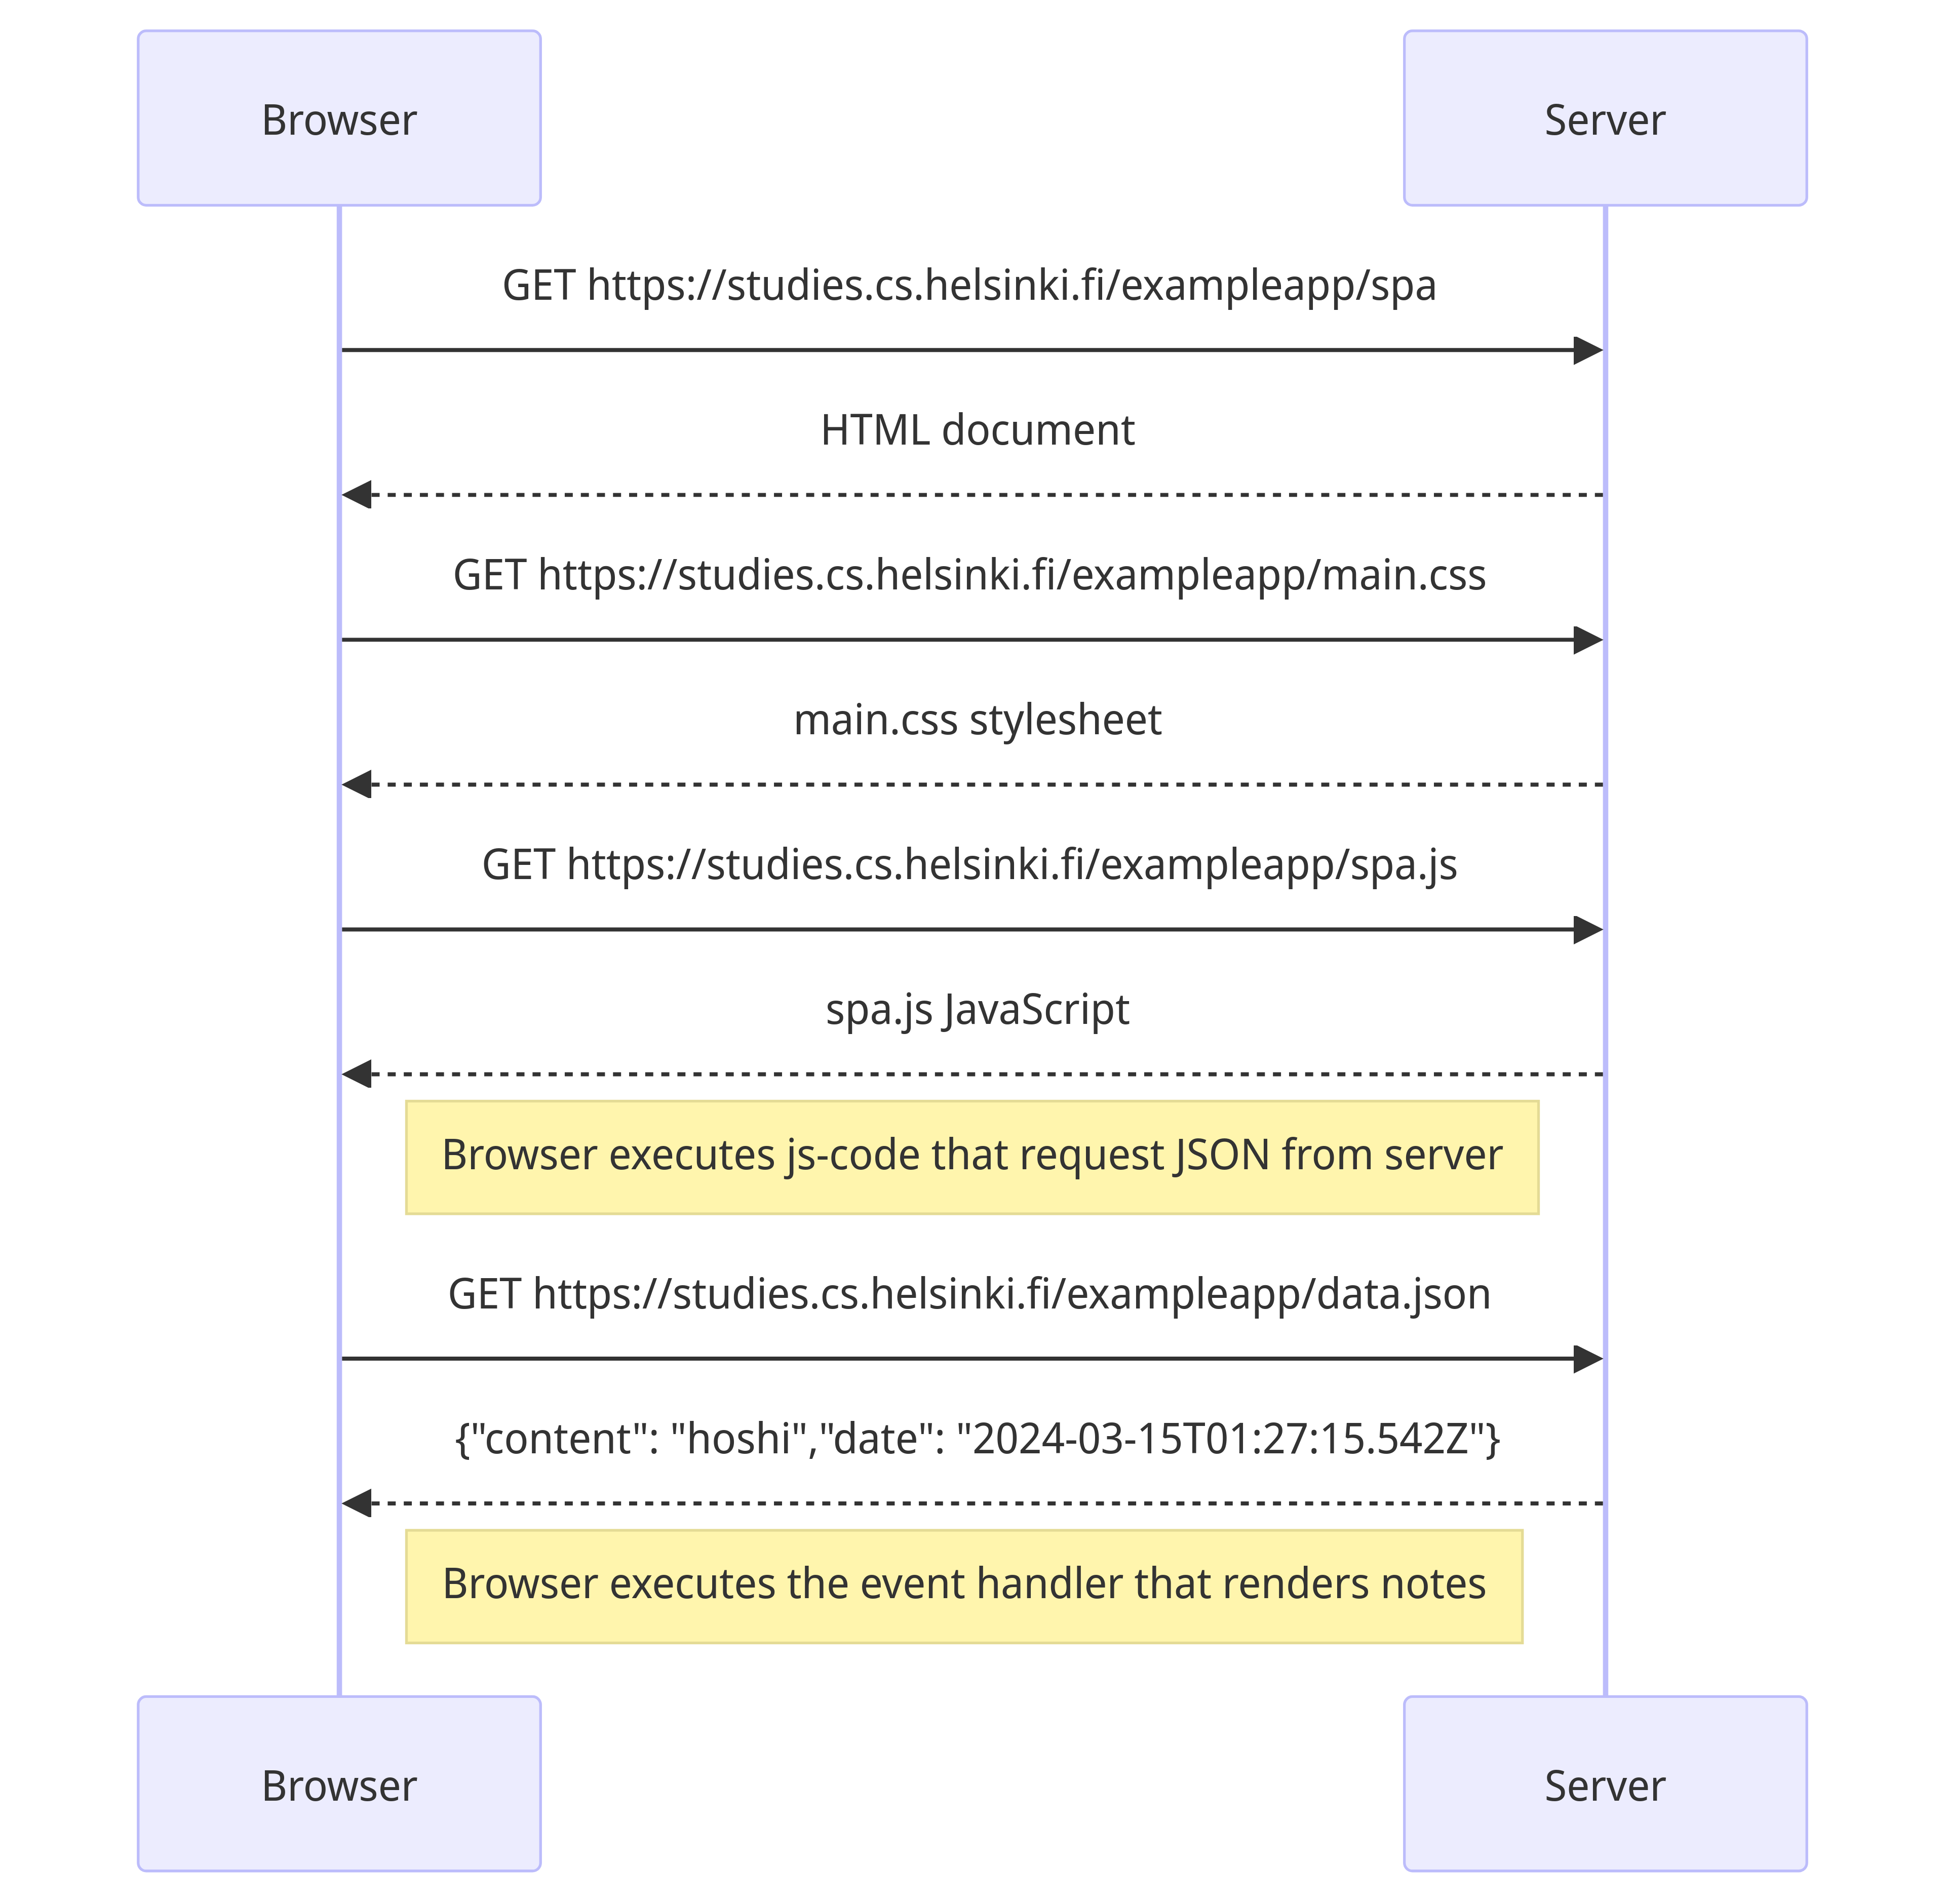 Browser
Server
GET https://studies.cs.helsinki.fi/exampleapp/spa
HTML document
GET https://studies.cs.helsinki.fi/exampleapp/main.css
main.css stylesheet
GET https://studies.cs.helsinki.fi/exampleapp/spa.js
spa.js JavaScript
Browser executes js-code that request JSON from server
GET https://studies.cs.helsinki.fi/exampleapp/data.json
{"content": "hoshi","date": "2024-03-15T01:27:15.542Z"}
Browser executes the event handler that renders notes
Browser
Server